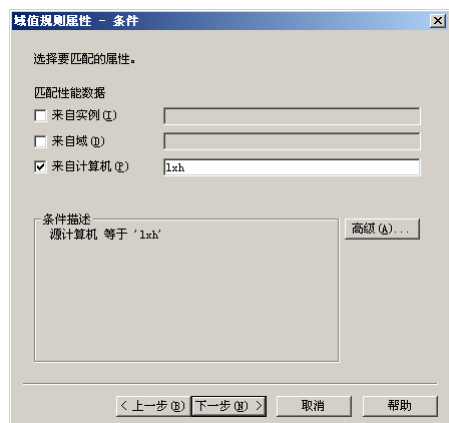 域值规则属性 - 条件
选择要匹配的属性。
匹配性能数据
来自实例(I)
来自域(D)
来自计算机(P) lxh
条件描述
源计算机 等于 'lxh'
高级(A)...
< 上一步(B) 下一步(N) > 取消 帮助